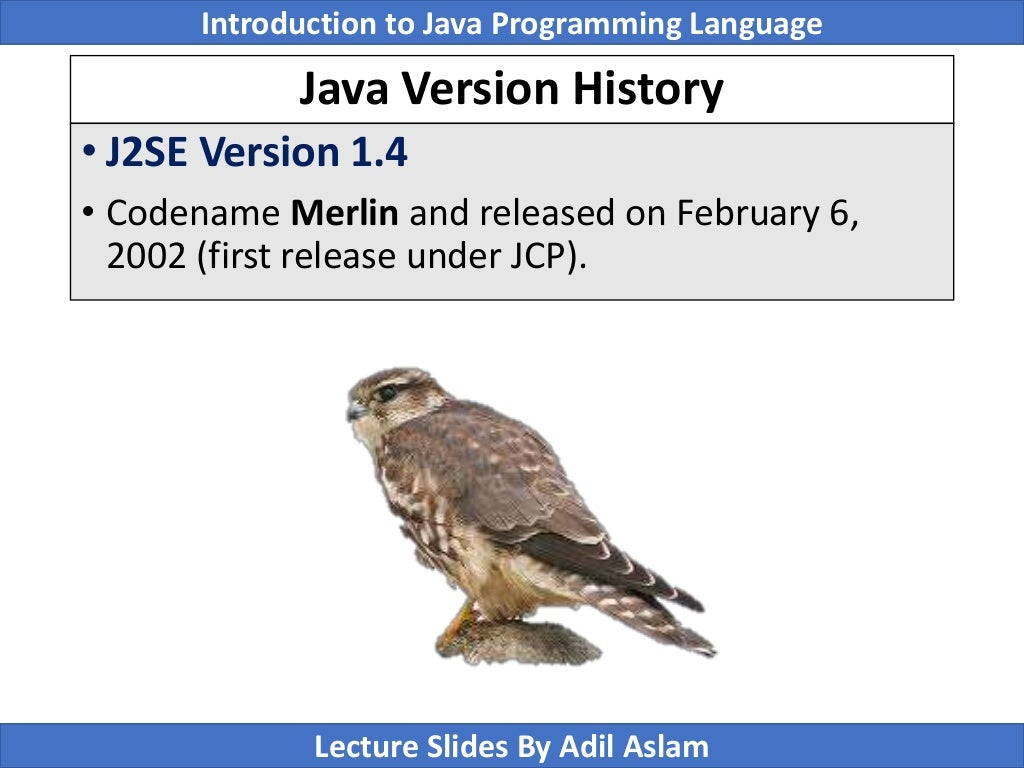 Introduction to Java Programming Language
Java Version History
• J2SE Version 1.4
• Codename Merlin and released on February 6,
2002 (first release under JCP).
Lecture Slides By Adil Aslam